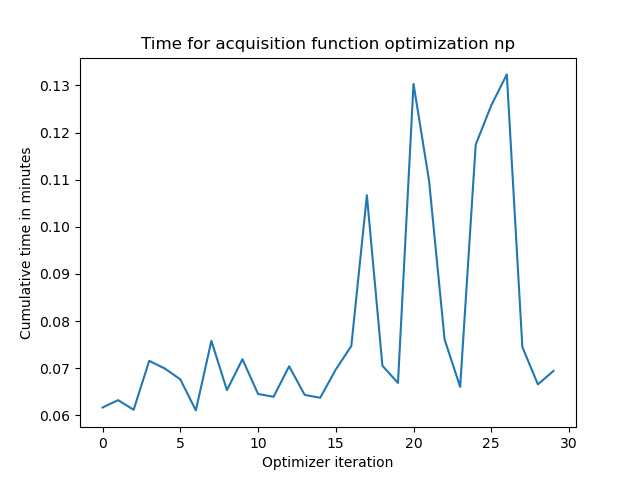 Time for acquisition function optimization np
Cumulative time in minutes
0.13
0.12
0.11
0.10
0.09
0.08
0.07
0.06
0 5 10 15 20 25 30
Optimizer iteration